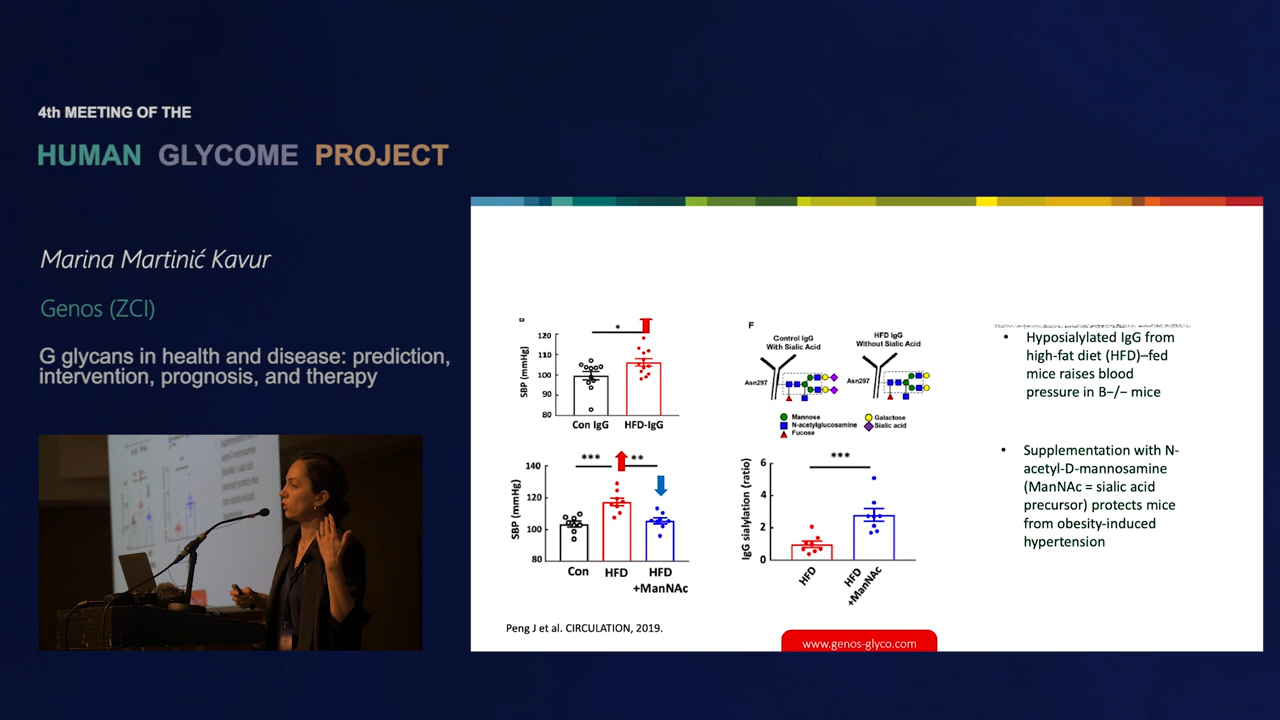 4th MEETING OF THE
HUMAN GLYCOME PROJECT
Marina Martinić Kavur
Genos (ZCI)
G glycans in health and disease: prediction,
intervention, prognosis, and therapy
SBP (mmHg)
120
110
100
90
80
*
Con IgG
HFD-IgG
F
Control IgG
With Sialic Acid
HFD IgG
Without Sialic Acid
Asn297
Asn297
Mannose
N-acetylglucosamine
Fucose
Galactose
Sialic acid
SBP (mmHg)
140
120
100
80
***
**
Con
HFD
HFD
+ManNAc
IgG sialylation (ratio)
6
4
2
0
***
HFD
HFD
+ManNAc
• Hyposialylated IgG from
high-fat diet (HFD)–fed
mice raises blood
pressure in B–/– mice
• Supplementation with N-
acetyl-D-mannosamine
(ManNAc = sialic acid
precursor) protects mice
from obesity-induced
hypertension
Peng J et al. CIRCULATION, 2019.
www.genos-glyco.com